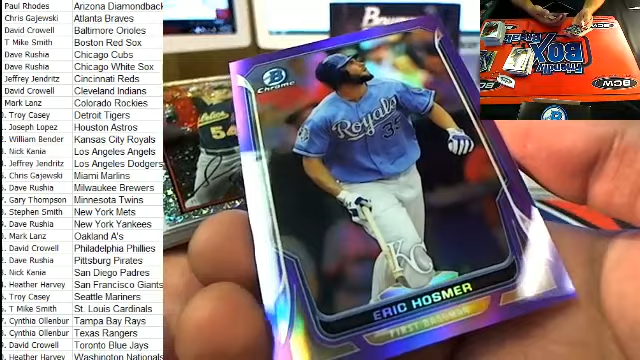 Paul Rhodes Arizona Diamondback
Chris Gajewski Atlanta Braves
David Crowell Baltimore Orioles
T Mike Smith Boston Red Sox
Dave Rushia Chicago Cubs
Dave Rushia Chicago White Sox
Jeffrey Jendritz Cincinnati Reds
David Crowell Cleveland Indians
Mark Lanz Colorado Rockies
Troy Casey Detroit Tigers
Joseph Lopez Houston Astros
William Bender Kansas City Royals
Nick Kania Los Angeles Angels
Jeffrey Jendritz Los Angeles Dodgers
Chris Gajewski Miami Marlins
Dave Rushia Milwaukee Brewers
Gary Thompson Minnesota Twins
Stephen Smith New York Mets
Dave Rushia New York Yankees
Mark Lanz Oakland A's
David Crowell Philadelphia Phillies
Dave Rushia Pittsburg Pirates
Nick Kania San Diego Padres
Heather Harvey San Francisco Giants
Troy Casey Seattle Mariners
T Mike Smith St. Louis Cardinals
Cynthia Ollenbur Tampa Bay Rays
Cynthia Ollenbur Texas Rangers
David Crowell Toronto Blue Jays
Heather Harvey Washington Nationals
Bowman
B
Chrome
54
Royals
35
KC
ERIC HOSMER
FIRST BASEMAN
BOX
BCW